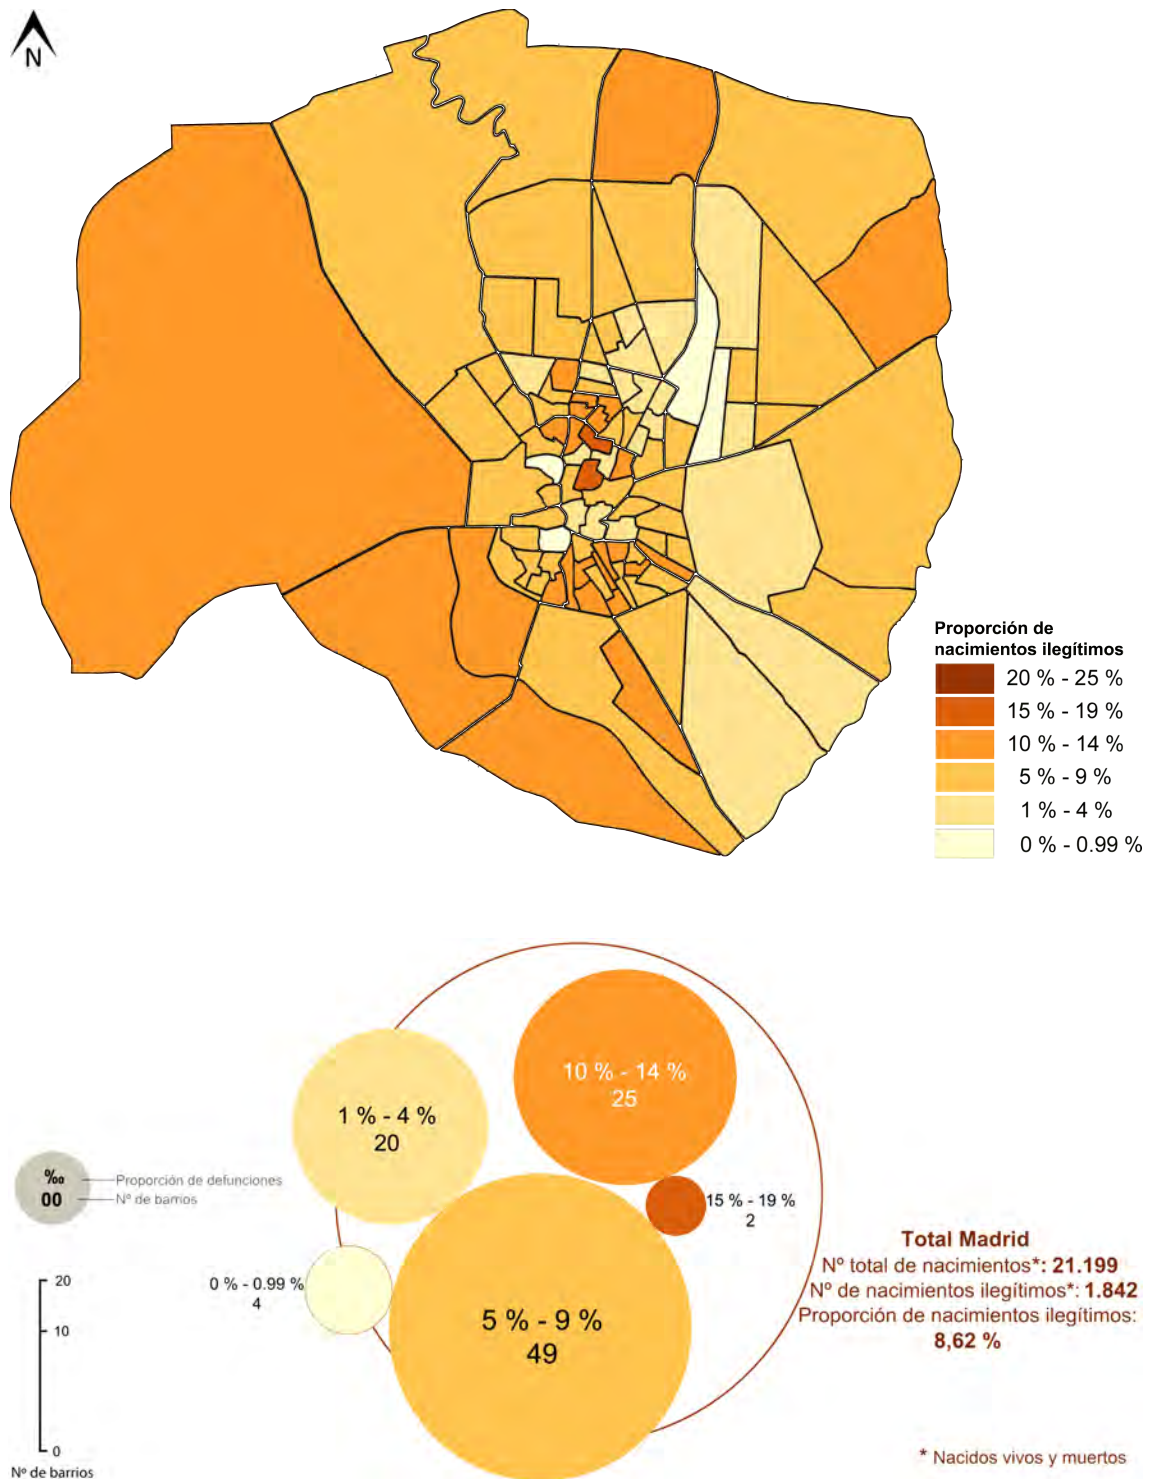 N
Proporción de
nacimientos ilegítimos
20 % - 25 %
15 % - 19 %
10 % - 14 %
5 % - 9 %
1 % - 4 %
0 % - 0.99 %
10 % - 14 %
25
1 % - 4 %
20
‰
00
Proporción de defunciones
Nº de barrios
15 % - 19 %
2
0 % - 0.99 %
4
5 % - 9 %
49
20
10
0
Nº de barrios
Total Madrid
Nº total de nacimientos*: 21.199
Nº de nacimientos ilegítimos*: 1.842
Proporción de nacimientos ilegítimos:
8,62 %
* Nacidos vivos y muertos